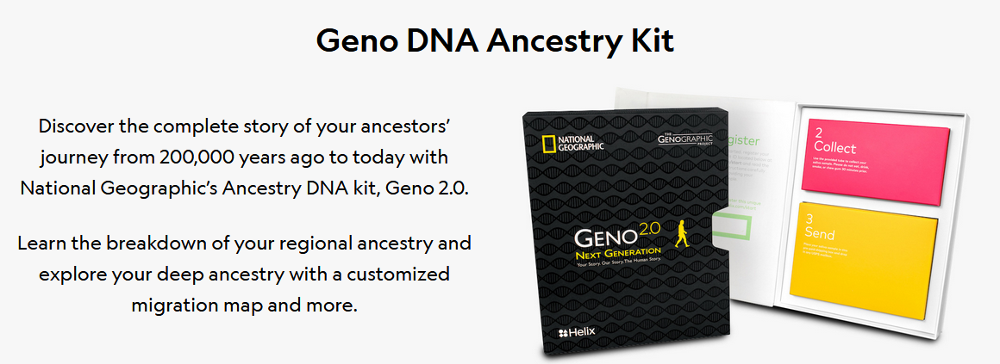 Geno DNA Ancestry Kit
Discover the complete story of your ancestors’
journey from 200,000 years ago to today with
National Geographic’s Ancestry DNA kit, Geno 2.0.
Learn the breakdown of your regional ancestry and
explore your deep ancestry with a customized
migration map and more.
NATIONAL
GEOGRAPHIC
THE
GENOGRAPHIC
PROJECT
GENO 2.0
NEXT GENERATION
Your Story. Our Story. The Human Story.
Helix
gister
2
Collect
3
Send